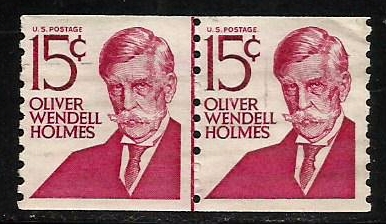 U.S. POSTAGE
15¢
OLIVER
WENDELL
HOLMES
U.S. POSTAGE
15¢
OLIVER
WENDELL
HOLMES